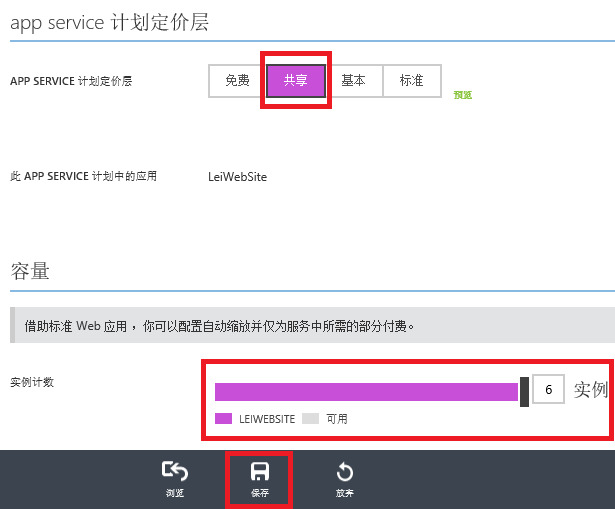 app service 计划定价层
APP SERVICE 计划定价层
免费 共享 基本 标准
预览
此 APP SERVICE 计划中的应用 LeiWebSite
容量
借助标准 Web 应用 ，你可以配置自动缩放并仅为服务中所需的部分付费。
实例计数 6 实例
LEIWEBSITE 可用
浏览 保存 放弃